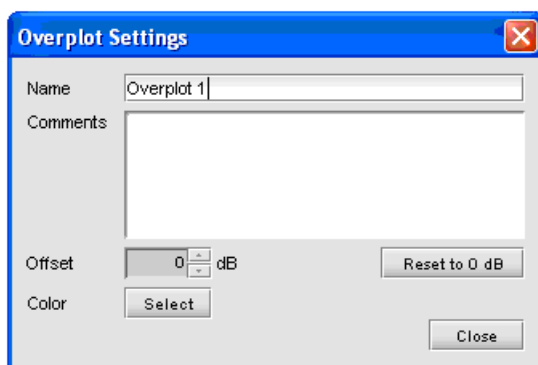 Overplot Settings
Name Overplot 1
Comments
Offset 0 dB Reset to 0 dB
Color Select
Close